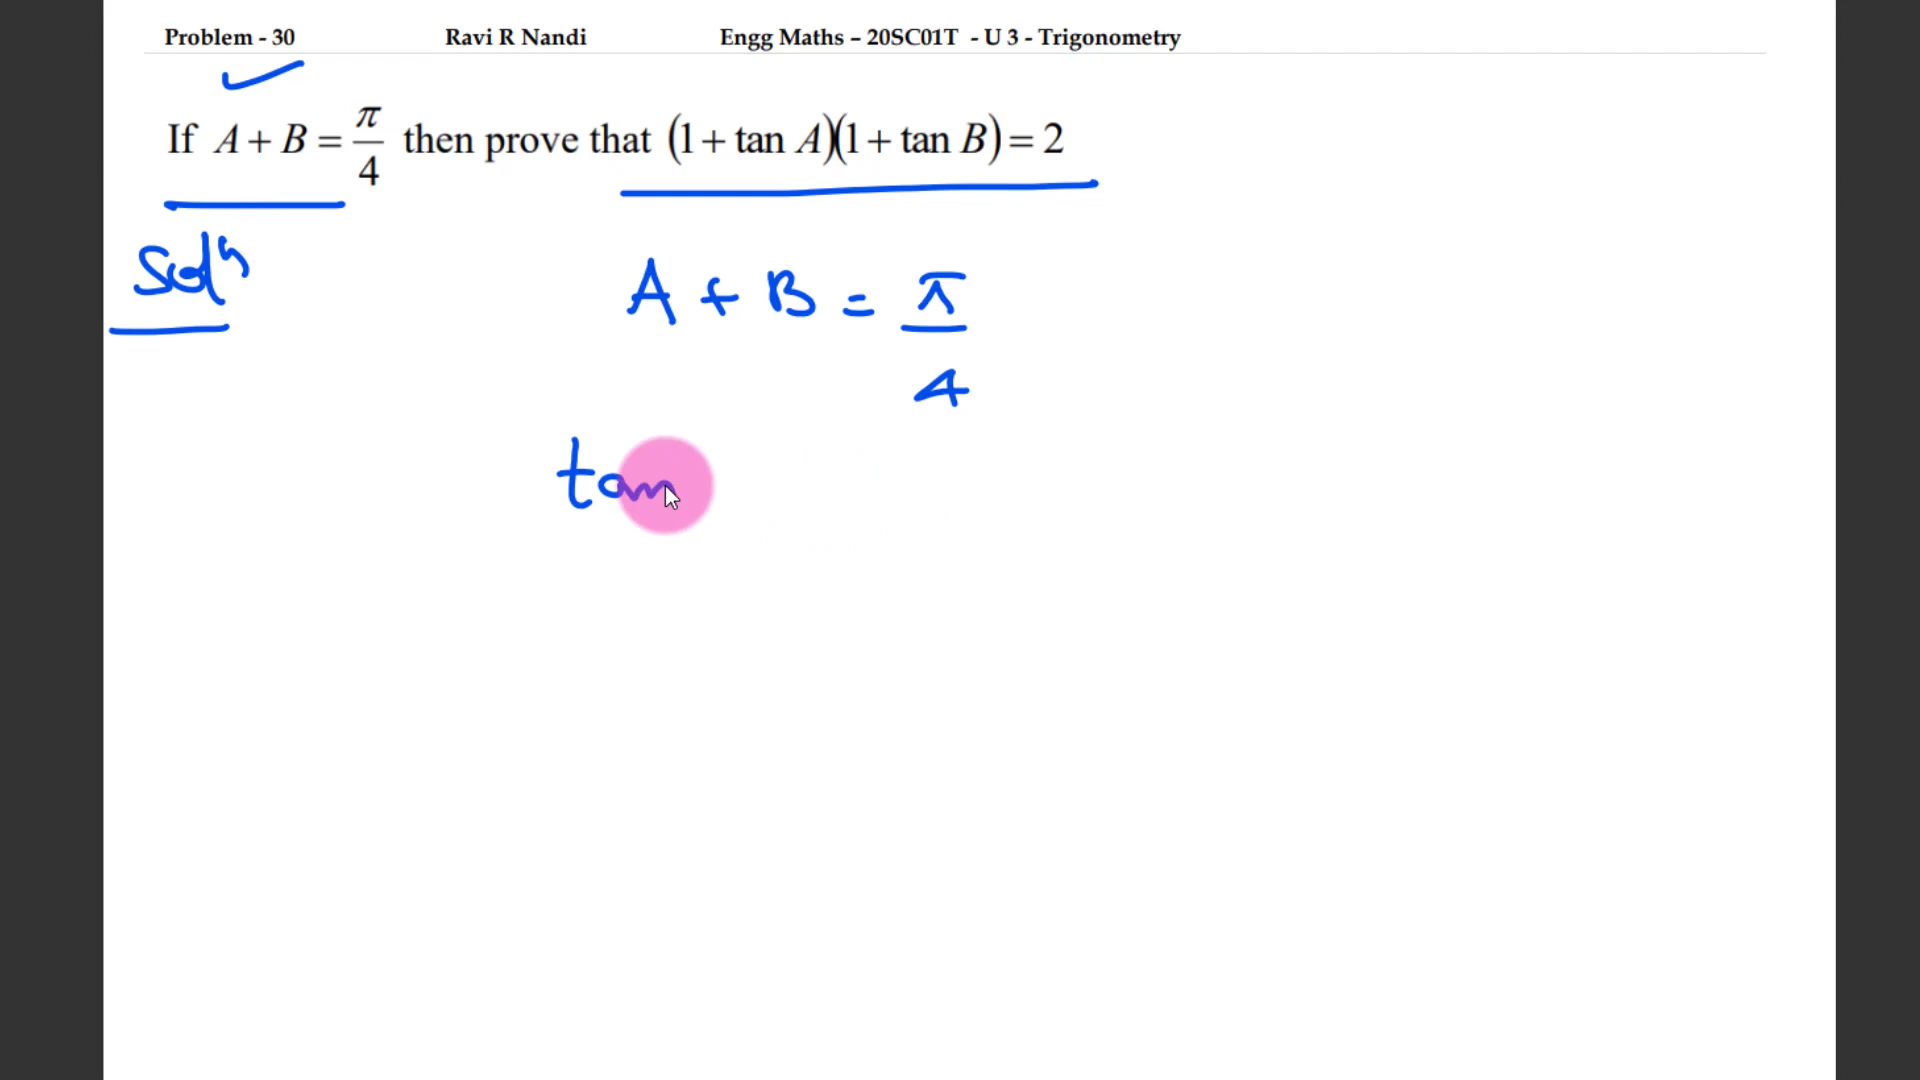 Problem - 30 Ravi R Nandi Engg Maths – 20SC01T - U 3 - Trigonometry
If A + B = π/4 then prove that (1 + tan A)(1 + tan B) = 2
Solⁿ
A + B = π/4
tan